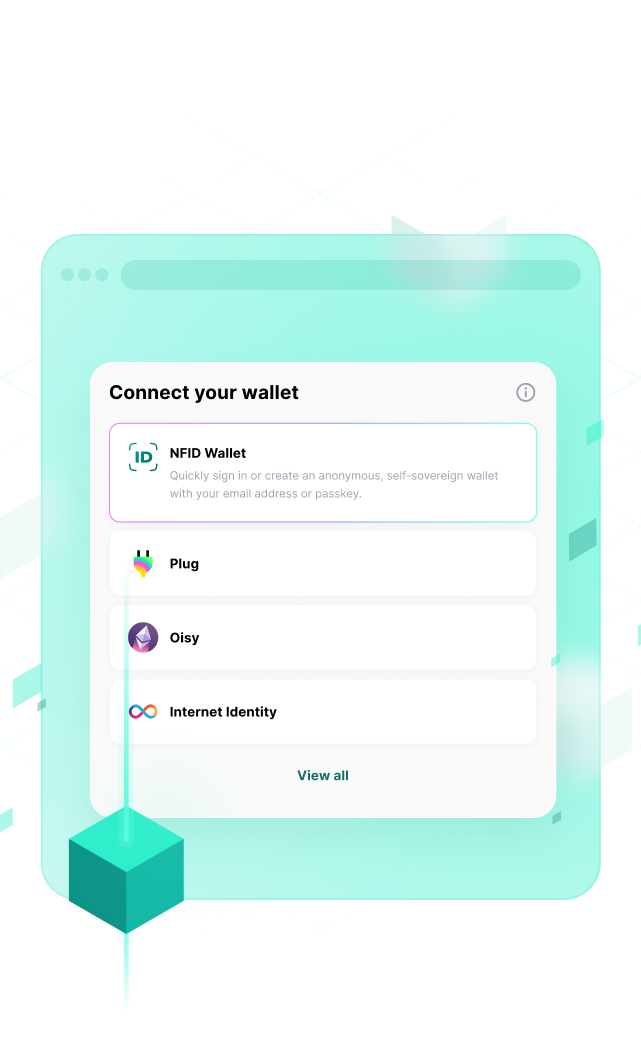 Connect your wallet
ID
NFID Wallet
Quickly sign in or create an anonymous, self-sovereign wallet
with your email address or passkey.
Plug
Oisy
Internet Identity
View all